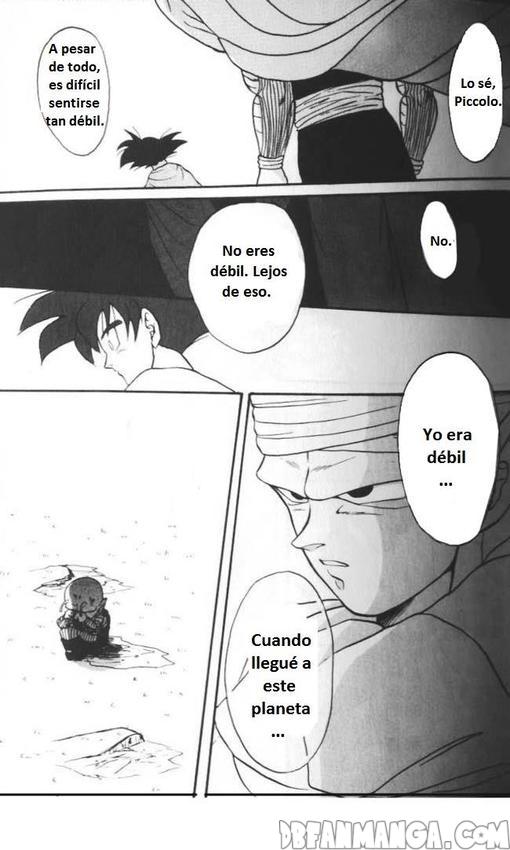 Lo sé,
Piccolo.
A pesar
de todo,
es difícil
sentirse
tan débil.
No.
No eres
débil. Lejos
de eso.
Yo era
débil
...
Cuando
llegué a
este
planeta
...
DBFANMANGA.COM